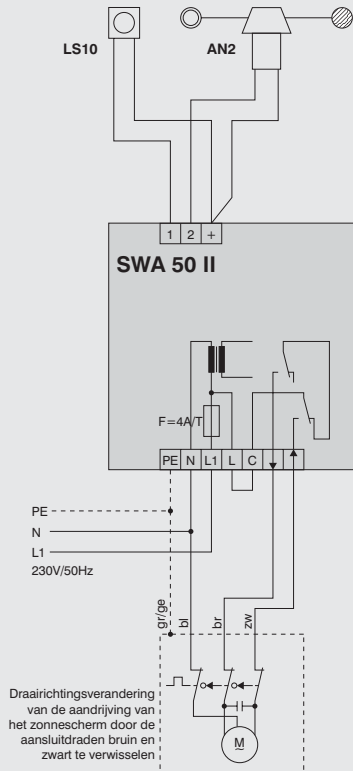 LS10
AN2
1 2 +
SWA 50 II
F=4A/T
PE N L1 L C
PE
N
L1
230V/50Hz
gr/ge
bl
br
zw
Draairichtingsverandering
van de aandrijving van
het zonnescherm door de
aansluitdraden bruin en
zwart te verwisselen
M
~